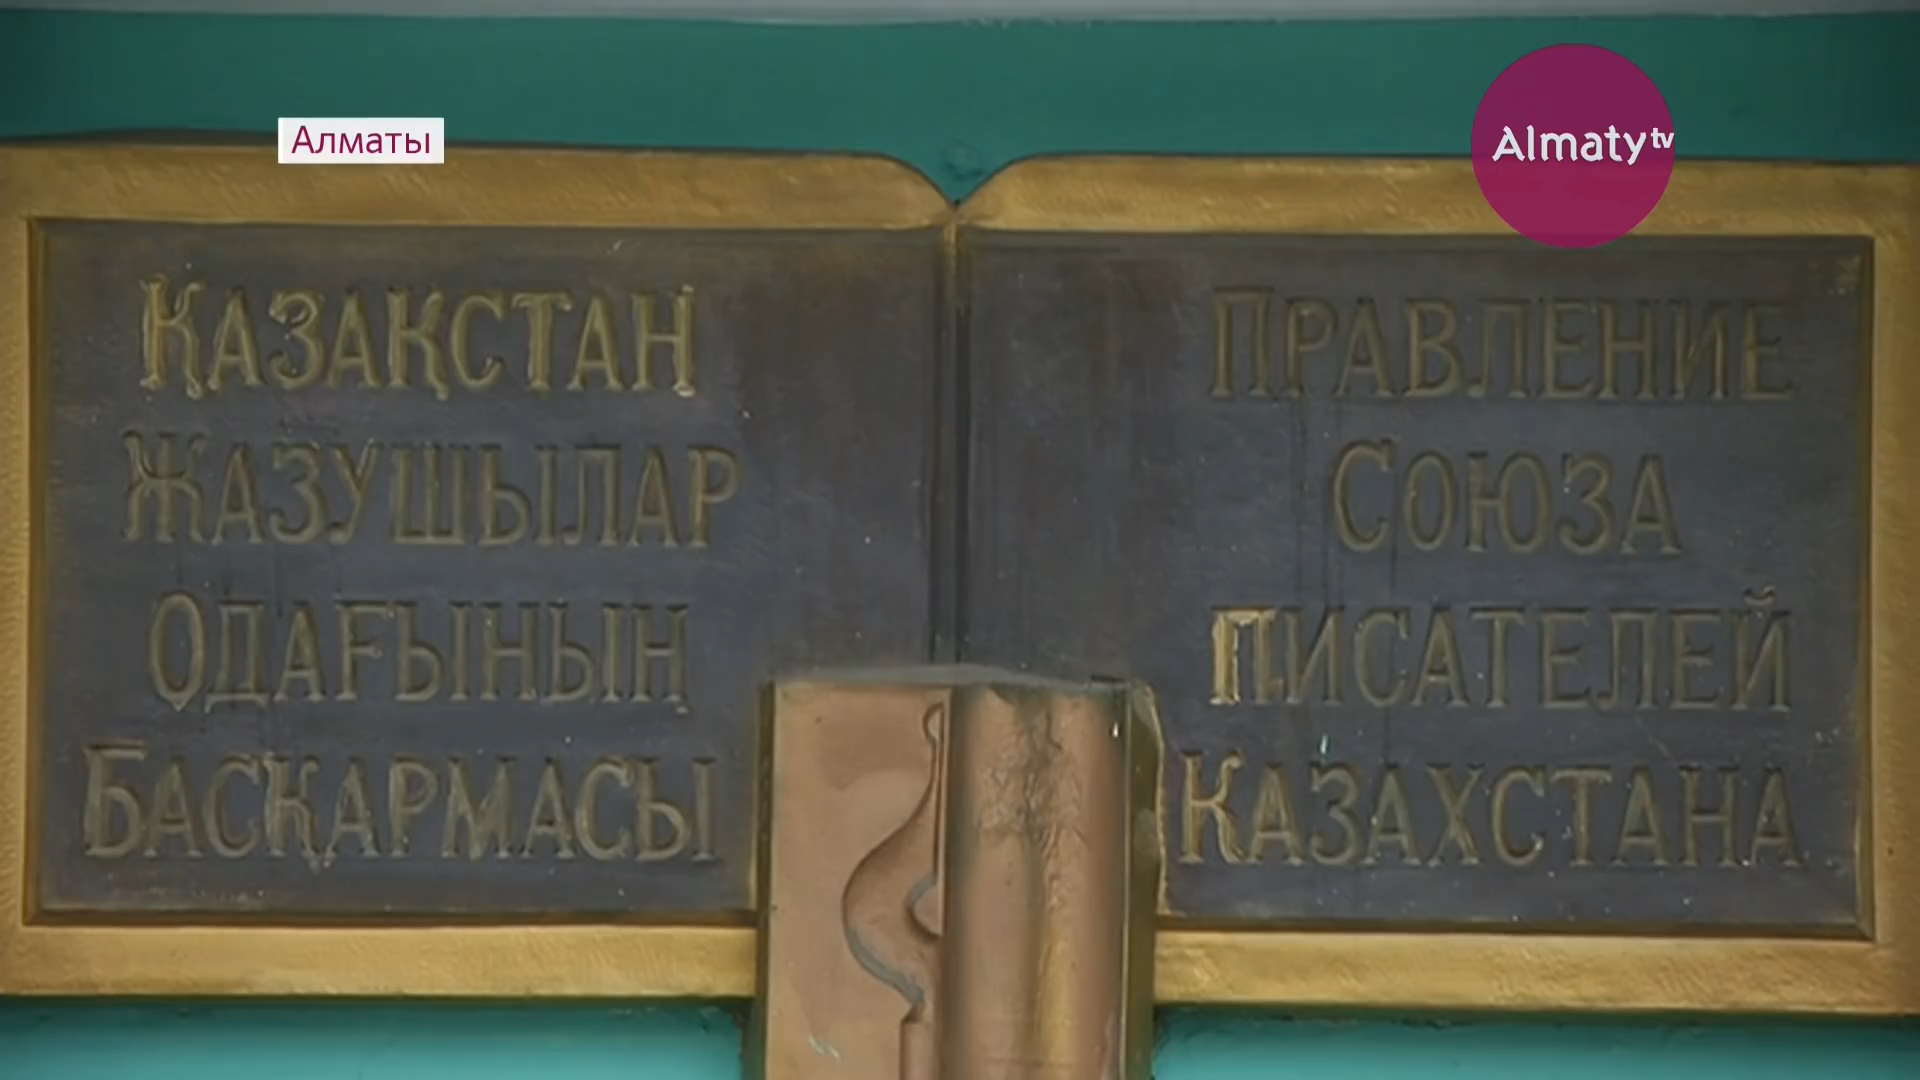 Алматы
Almaty tv
ҚАЗАҚСТАН
ЖАЗУШЫЛАР
ОДАҒЫНЫҢ
БАСҚАРМАСЫ
ПРАВЛЕНИЕ
СОЮЗА
ПИСАТЕЛЕЙ
КАЗАХСТАНА